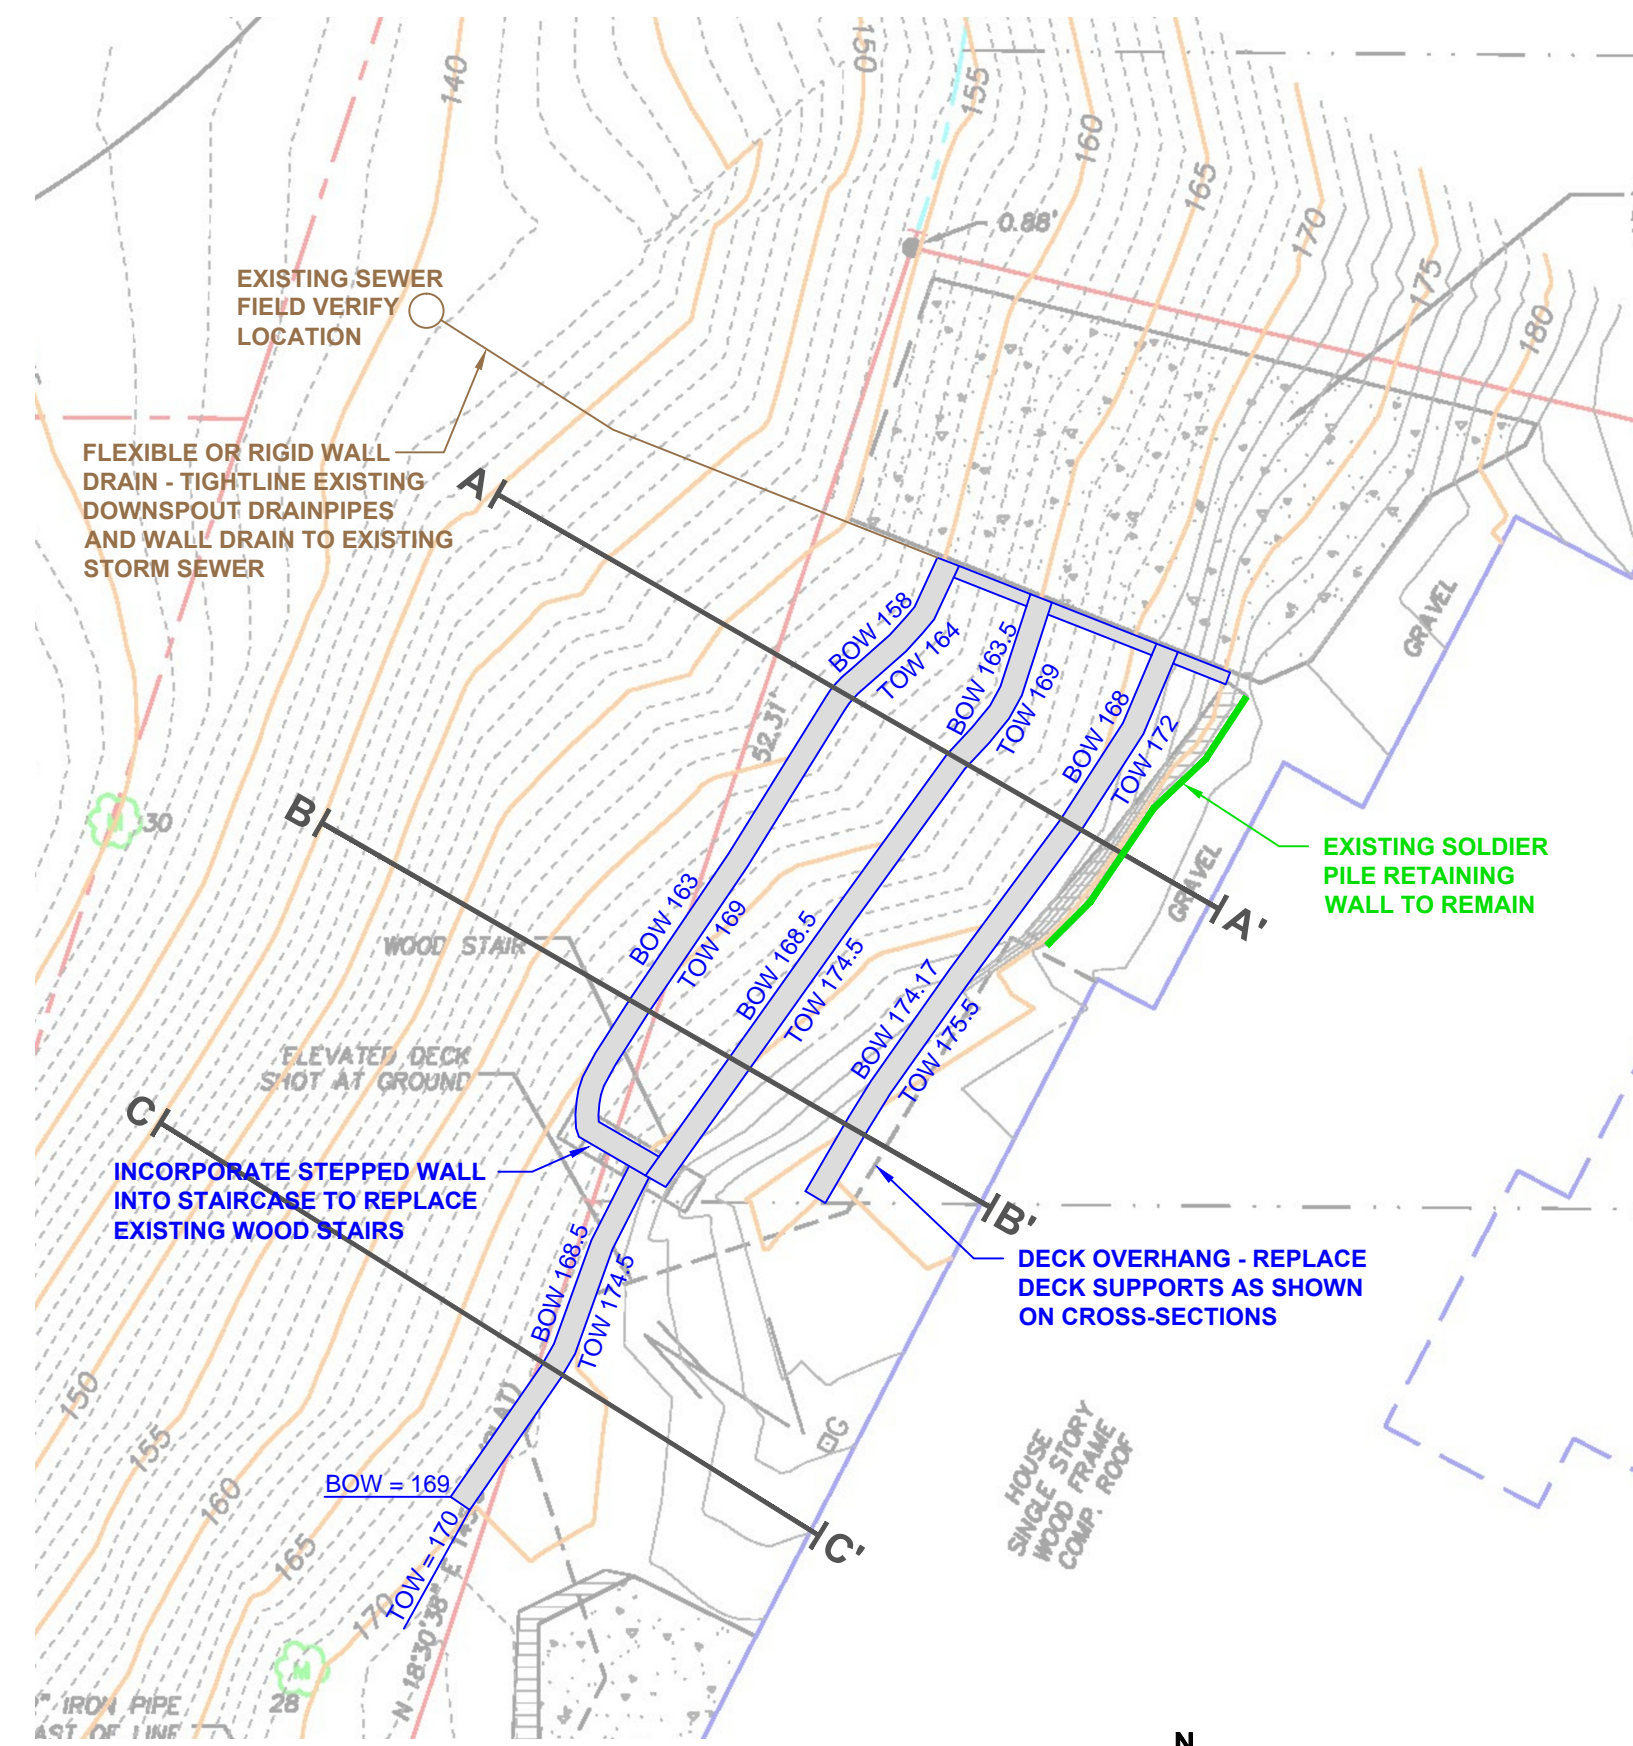 140
150
155
160
165
170
175
180
0.88'
EXISTING SEWER
FIELD VERIFY
LOCATION
FLEXIBLE OR RIGID WALL
DRAIN - TIGHTLINE EXISTING
DOWNSPOUT DRAINPIPES
AND WALL DRAIN TO EXISTING
STORM SEWER
A
BOW 158
TOW 164
BOW 163.5
TOW 169
BOW 168
TOW 172
GRAVEL
52.31'
B
M
30
EXISTING SOLDIER
PILE RETAINING
WALL TO REMAIN
GRAVEL
A'
BOW 163
TOW 169
BOW 168.5
TOW 174.5
BOW 174.17
TOW 175.5
WOOD STAIR
ELEVATED DECK
SHOT AT GROUND
C
INCORPORATE STEPPED WALL
INTO STAIRCASE TO REPLACE
EXISTING WOOD STAIRS
B'
DECK OVERHANG - REPLACE
DECK SUPPORTS AS SHOWN
ON CROSS-SECTIONS
BOW 168.5
TOW 174.5
150
155
160
165
170
BOW = 169
TOW = 170
G
HOUSE
SINGLE STORY
WOOD FRAME
COMP. ROOF
C'
N 18°30'38" E
M
28
" IRON PIPE
AST OF LINE
N